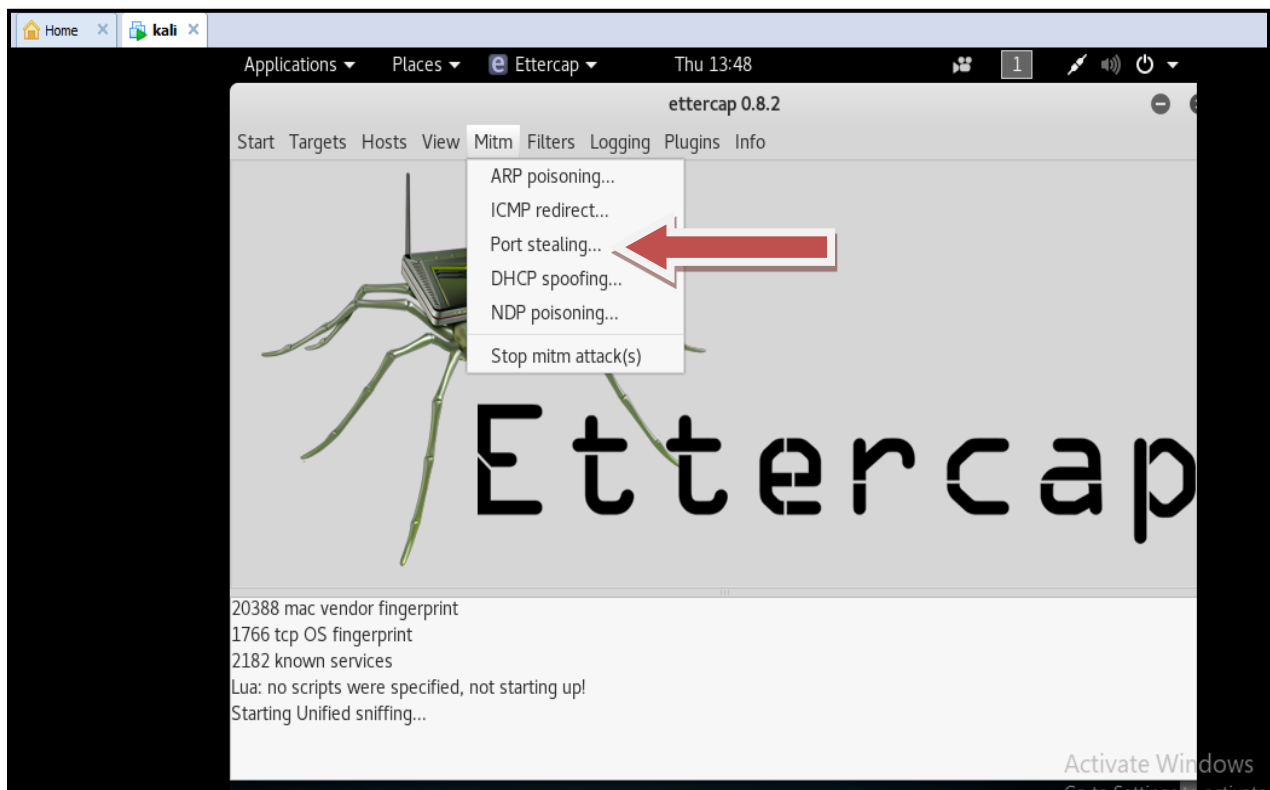 Home kali
Applications Places Ettercap Thu 13:48 1
ettercap 0.8.2
Start Targets Hosts View Mitm Filters Logging Plugins Info
ARP poisoning...
ICMP redirect...
Port stealing...
DHCP spoofing...
NDP poisoning...
Stop mitm attack(s)
Ettercap
20388 mac vendor fingerprint
1766 tcp OS fingerprint
2182 known services
Lua: no scripts were specified, not starting up!
Starting Unified sniffing...
Activate Windows